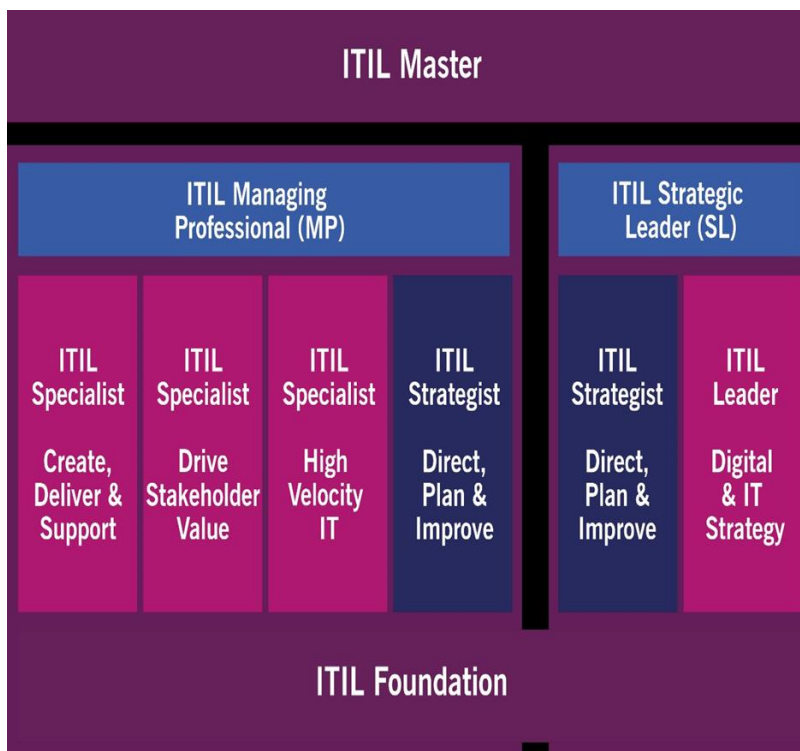 ITIL Master
ITIL Managing
Professional (MP)
ITIL Strategic
Leader (SL)
ITIL
Specialist
Create,
Deliver &
Support
ITIL
Specialist
Drive
Stakeholder
Value
ITIL
Specialist
High
Velocity
IT
ITIL
Strategist
Direct,
Plan &
Improve
ITIL
Strategist
Direct,
Plan &
Improve
ITIL
Leader
Digital
& IT
Strategy
ITIL Foundation